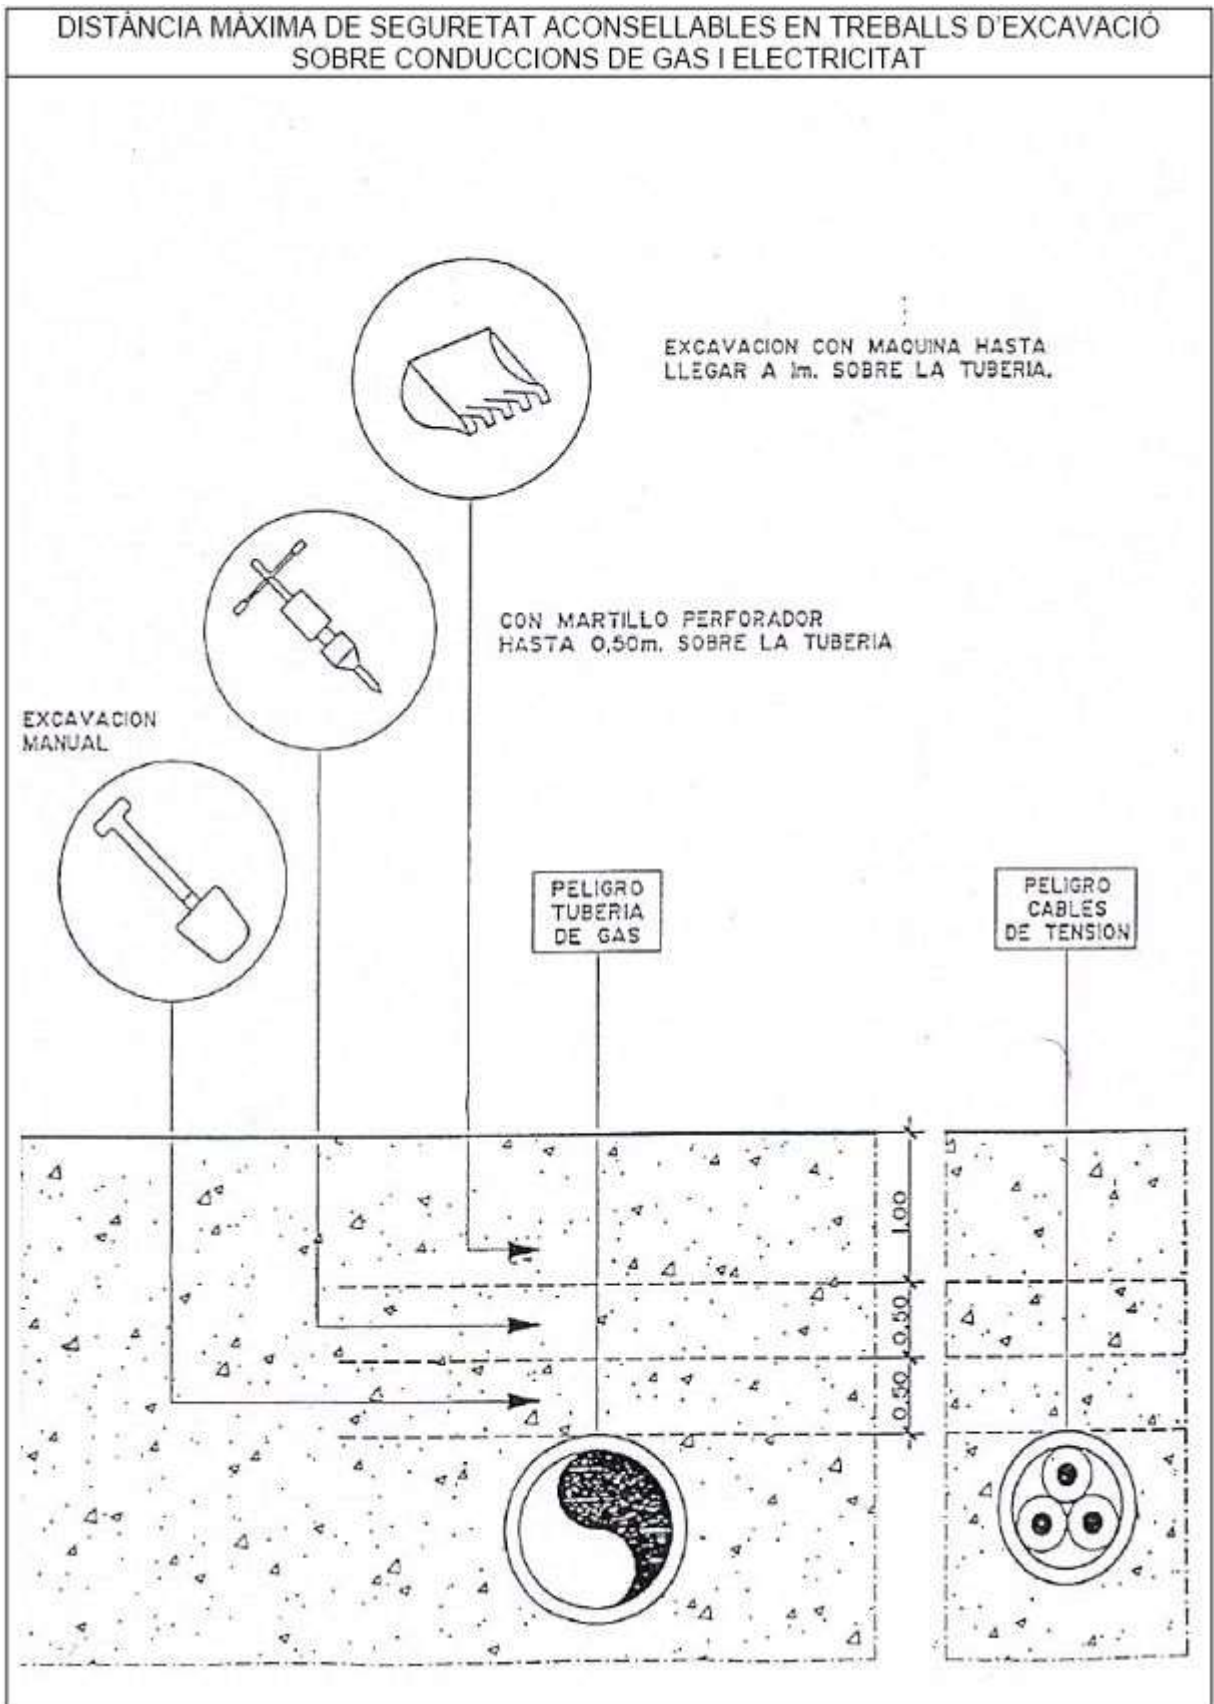 DISTÀNCIA MÀXIMA DE SEGURETAT ACONSELLABLES EN TREBALLS D'EXCAVACIÓ
SOBRE CONDUCCIONS DE GAS I ELECTRICITAT
EXCAVACION CON MAQUINA HASTA
LLEGAR A 1m. SOBRE LA TUBERIA.
CON MARTILLO PERFORADOR
HASTA 0,50m. SOBRE LA TUBERIA
EXCAVACION
MANUAL
PELIGRO
TUBERIA
DE GAS
PELIGRO
CABLES
DE TENSION
1.00
0.50
0.50